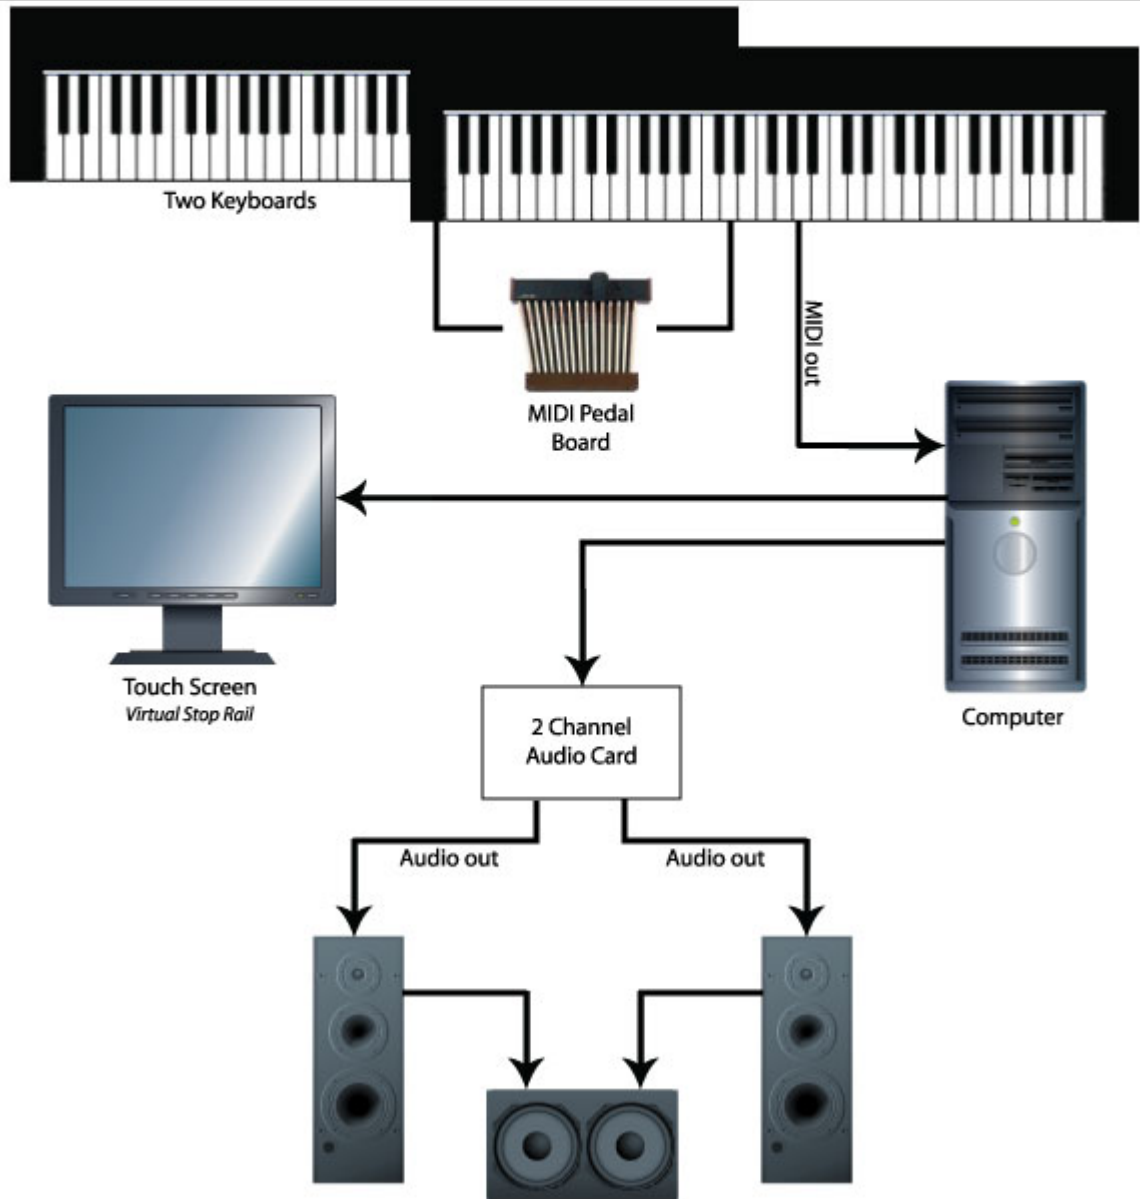 Two Keyboards
MIDI out
MIDI Pedal
Board
Touch Screen
Virtual Stop Rail
Computer
2 Channel
Audio Card
Audio out
Audio out